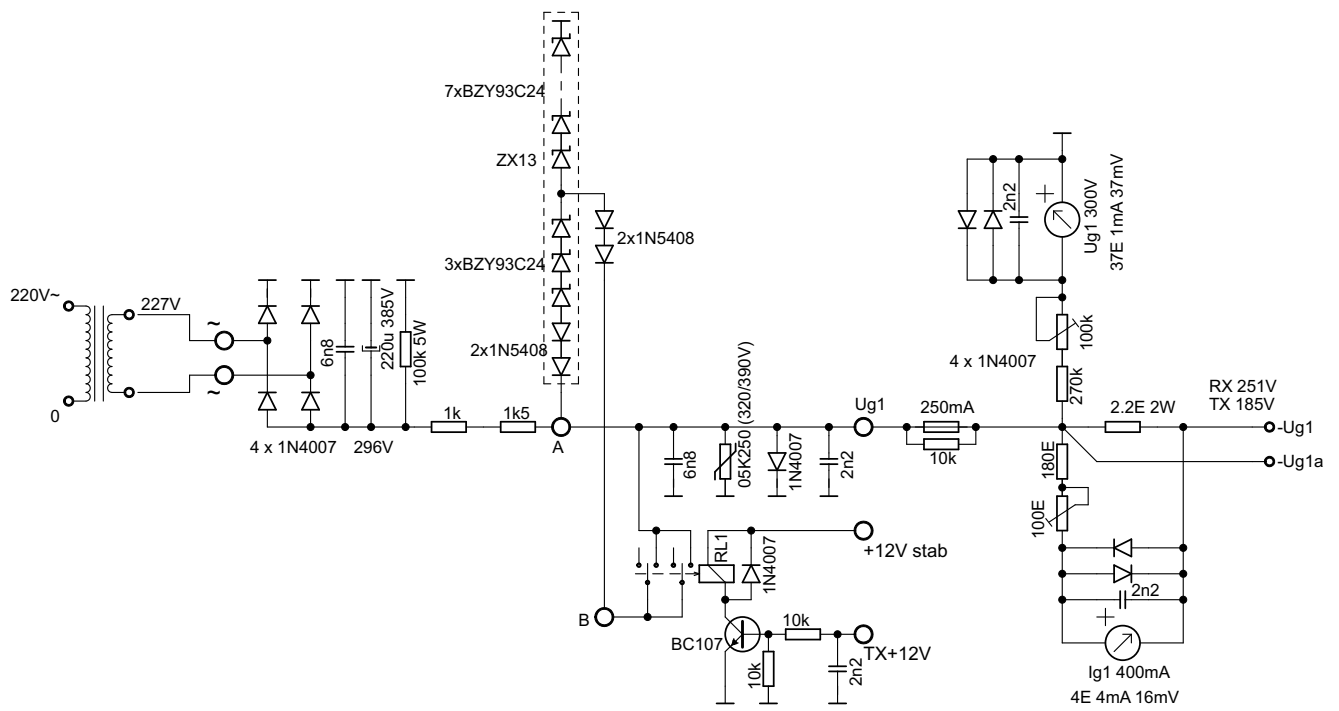 7xBZY93C24
ZX13
2x1N5408
3xBZY93C24
2x1N5408
220V~
0
227V
~
~
4 x 1N4007
6n8
220u 385V
100k 5W
296V
1k
1k5
A
6n8
05K250 (320/390V)
1N4007
2n2
Ug1
250mA
10k
2n2
+
Ug1 300V
37E 1mA 37mV
100k
4 x 1N4007
270k
2.2E 2W
RX 251V
TX 185V
-Ug1
-Ug1a
180E
100E
2n2
+
Ig1 400mA
4E 4mA 16mV
RL1
1N4007
+12V stab
B
BC107
10k
10k
2n2
TX+12V